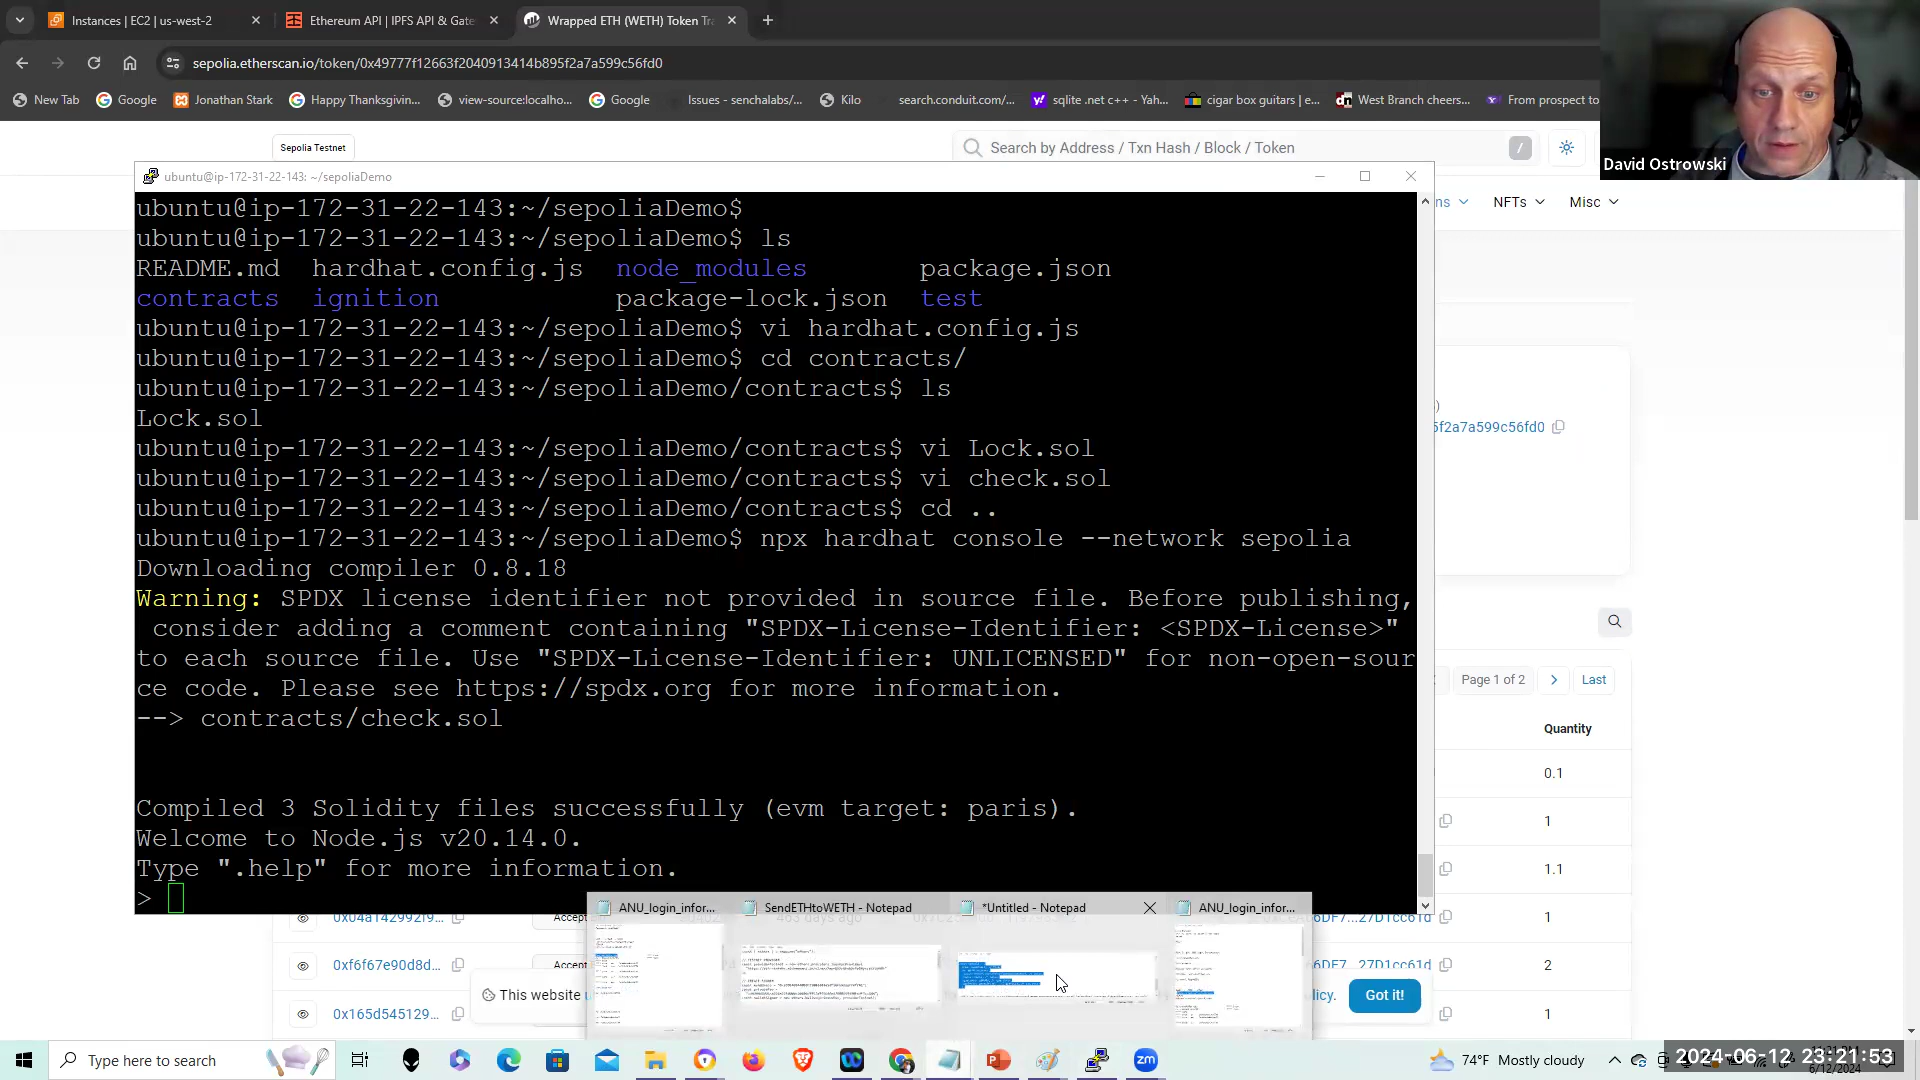 Instances | EC2 | us-west-2
Ethereum API | IPFS API & Gate
Wrapped ETH (WETH) Token Tr
sepolia.etherscan.io/token/0x49777f12663f2040913414b895f2a7a599c56fd0
New Tab
Google
Jonathan Stark
Happy Thanksgivin...
view-source:localho...
Google
Issues - senchalabs/...
Kilo
search.conduit.com/...
sqlite .net c++ - Yah...
cigar box guitars | e...
West Branch cheers...
From prospect to
Sepolia Testnet
Search by Address / Txn Hash / Block / Token
/
David Ostrowski
ubuntu@ip-172-31-22-143: ~/sepoliaDemo
ns
NFTs
Misc
ubuntu@ip-172-31-22-143:~/sepoliaDemo$
ubuntu@ip-172-31-22-143:~/sepoliaDemo$ ls
README.md hardhat.config.js node_modules package.json
contracts ignition package-lock.json test
ubuntu@ip-172-31-22-143:~/sepoliaDemo$ vi hardhat.config.js
ubuntu@ip-172-31-22-143:~/sepoliaDemo$ cd contracts/
ubuntu@ip-172-31-22-143:~/sepoliaDemo/contracts$ ls
Lock.sol
ubuntu@ip-172-31-22-143:~/sepoliaDemo/contracts$ vi Lock.sol
ubuntu@ip-172-31-22-143:~/sepoliaDemo/contracts$ vi check.sol
ubuntu@ip-172-31-22-143:~/sepoliaDemo/contracts$ cd ..
ubuntu@ip-172-31-22-143:~/sepoliaDemo$ npx hardhat console --network sepolia
Downloading compiler 0.8.18
Warning: SPDX license identifier not provided in source file. Before publishing,
consider adding a comment containing "SPDX-License-Identifier: <SPDX-License>"
to each source file. Use "SPDX-License-Identifier: UNLICENSED" for non-open-sour
ce code. Please see https://spdx.org for more information.
--> contracts/check.sol
Compiled 3 Solidity files successfully (evm target: paris).
Welcome to Node.js v20.14.0.
Type ".help" for more information.
>
)
5f2a7a599c56fd0
Page 1 of 2
Last
Quantity
0.1
1
1.1
1
2
1
ANU_login_infor...
SendETHtoWETH - Notepad
*Untitled - Notepad
ANU_login_infor...
0x04a142992f9...
Accept
0xf6f67e90d8d...
Accept
0x165d545129...
This website
licy.
Got it!
Type here to search
74°F Mostly cloudy
2024-06-12 23:21:53
6/12/2024